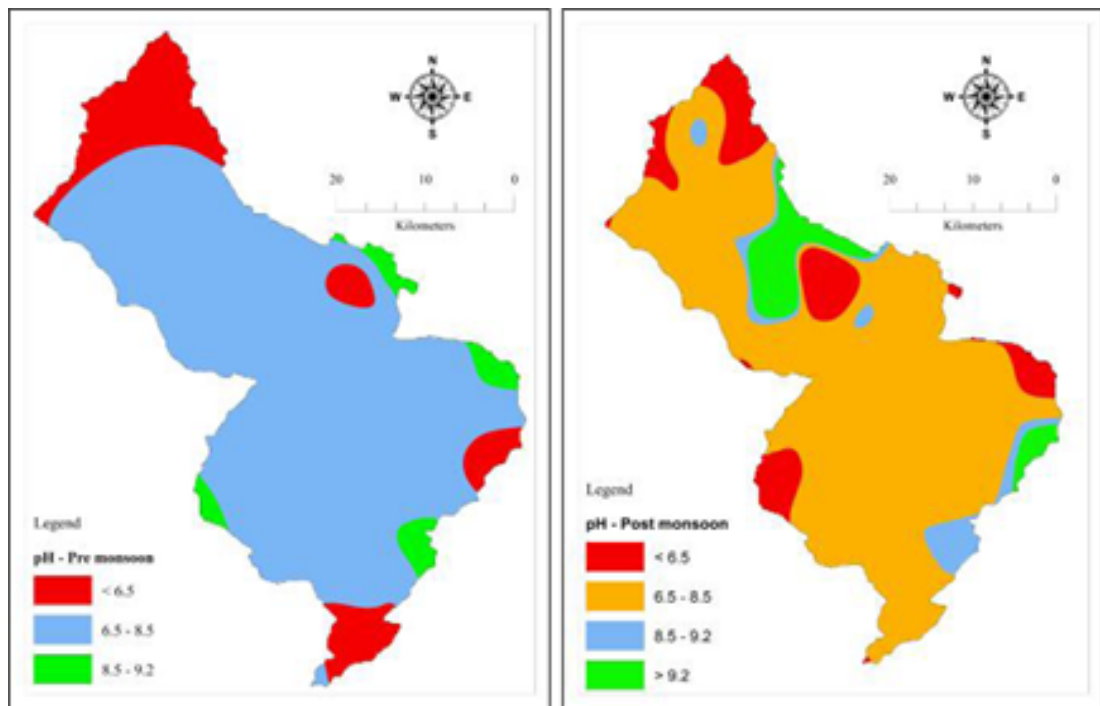 N
W E
S
20 10 0
Kilometers
Legend
pH - Pre monsoon
< 6.5
6.5 - 8.5
8.5 - 9.2
N
W E
S
20 10 0
Kilometers
Legend
pH - Post monsoon
< 6.5
6.5 - 8.5
8.5 - 9.2
> 9.2